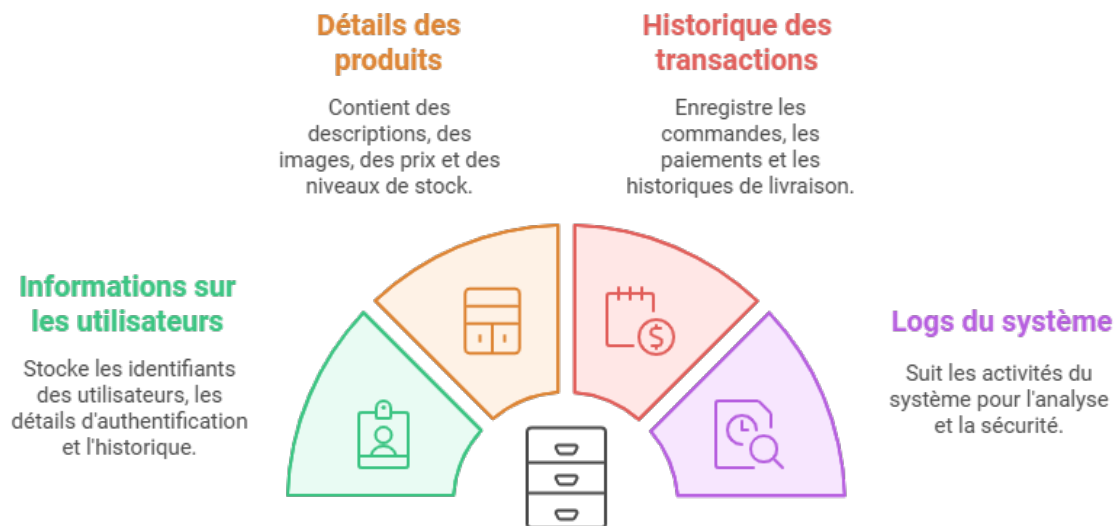 Détails des
produits
Contient des
descriptions, des
images, des prix et des
niveaux de stock.
Historique des
transactions
Enregistre les
commandes, les
paiements et les
historiques de livraison.
Informations sur
les utilisateurs
Stocke les identifiants
des utilisateurs, les
détails d'authentification
et l'historique.
Logs du système
Suit les activités du
système pour l'analyse
et la sécurité.
$